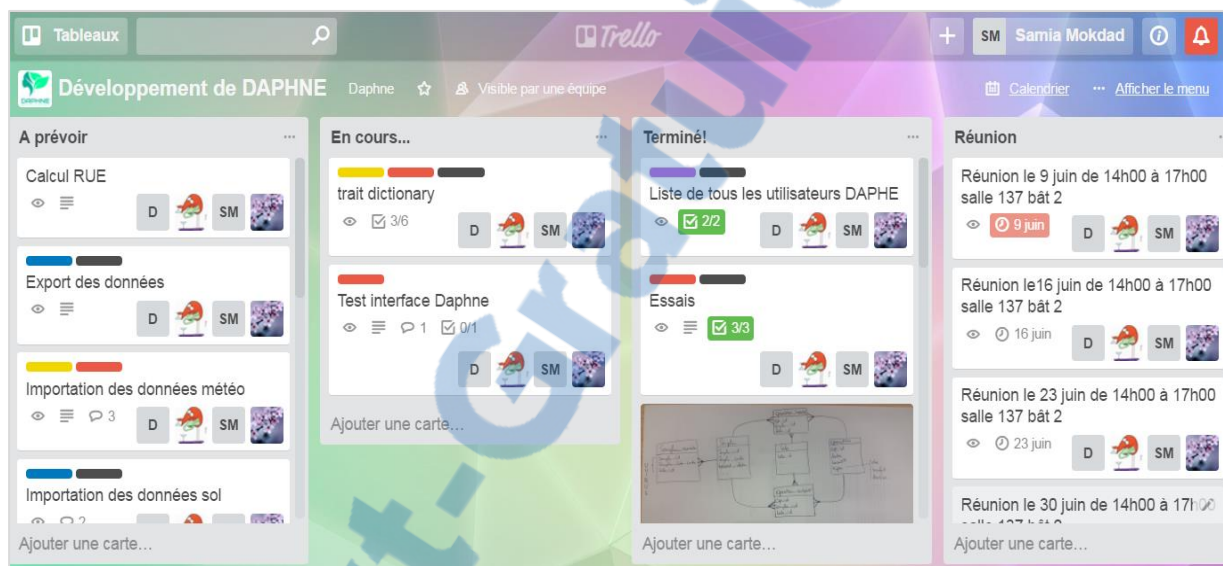 Tableaux
Trello
+
SM Samia Mokdad
DAPHNE
Développement de DAPHNE
Daphne
Visible par une équipe
Calendrier
... Afficher le menu
A prévoir ...
Calcul RUE
D SM
Export des données
D SM
Importation des données météo
3
D SM
Importation des données sol
2
Ajouter une carte...
En cours... ...
trait dictionary
3/6
D SM
Test interface Daphne
1 0/1
D SM
Ajouter une carte...
Terminé! ...
Liste de tous les utilisateurs DAPHE
2/2
D SM
Essais
3/3
D SM
Ajouter une carte...
Réunion
Réunion le 9 juin de 14h00 à 17h00
salle 137 bât 2
9 juin
D SM
Réunion le16 juin de 14h00 à 17h00
salle 137 bât 2
16 juin
D SM
Réunion le 23 juin de 14h00 à 17h00
salle 137 bât 2
23 juin
D SM
Réunion le 30 juin de 14h00 à 17h00
Ajouter une carte...